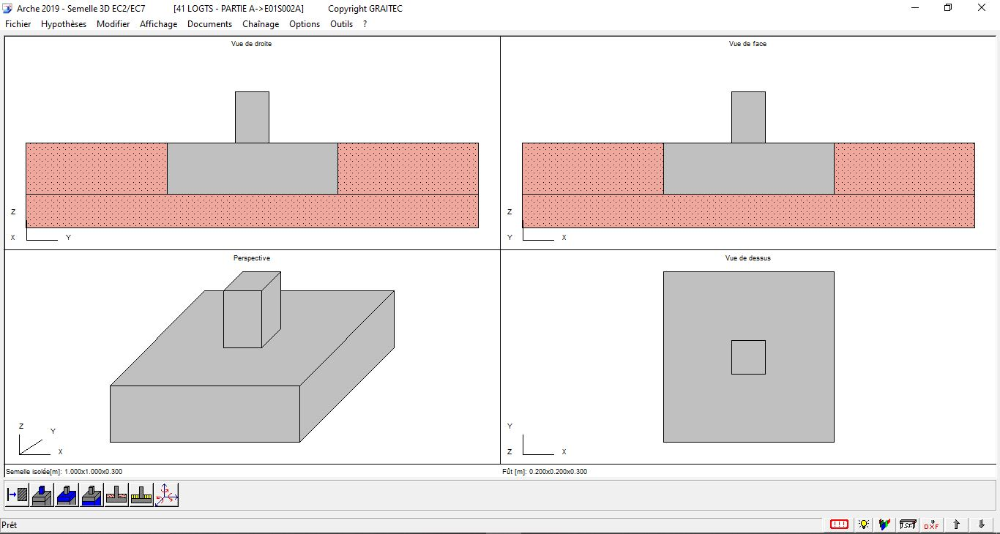 Arche 2019 - Semelle 3D EC2/EC7 [41 LOGTS - PARTIE A->E01S002A] Copyright GRAITEC
Fichier Hypothèses Modifier Affichage Documents Chaînage Options Outils ?
Vue de droite
Z
X Y
Vue de face
Z
Y X
Perspective
Z
Y
X
Vue de dessus
Y
Z X
Semelle isolée[m]: 1.000x1.000x0.300
Fût [m]: 0.200x0.200x0.300
Prêt
DXF